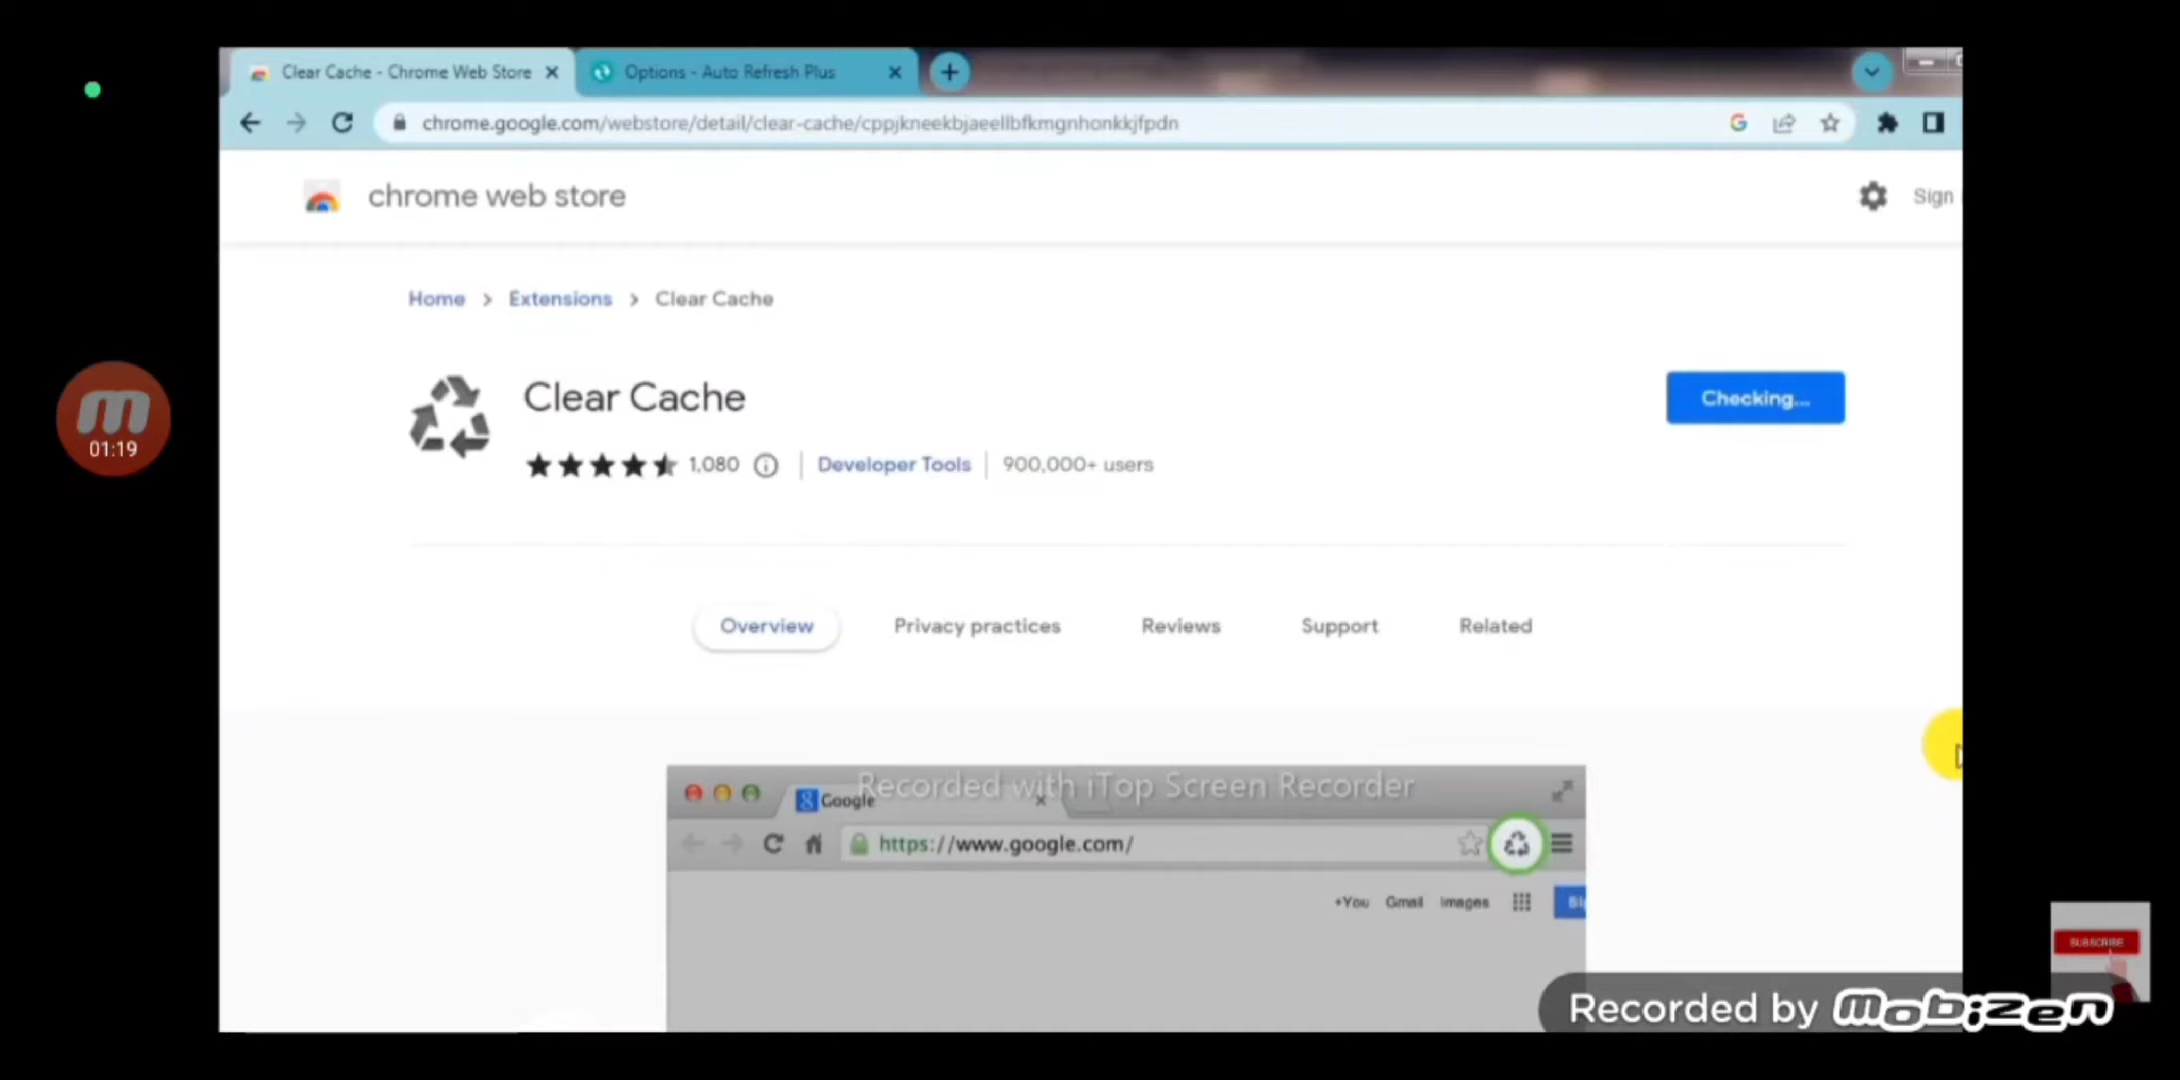 Clear Cache - Chrome Web Store
Options - Auto Refresh Plus
chrome.google.com/webstore/detail/clear-cache/cppjkneekbjaeellbfkmgnhonkkjfpdn
chrome web store
Sign
Home > Extensions > Clear Cache
Clear Cache
Checking...
1,080
Developer Tools
900,000+ users
01:19
Overview
Privacy practices
Reviews
Support
Related
Recorded with iTop Screen Recorder
Google
https://www.google.com/
+You Gmail Images
SUBSCRIBE
Recorded by mobizen